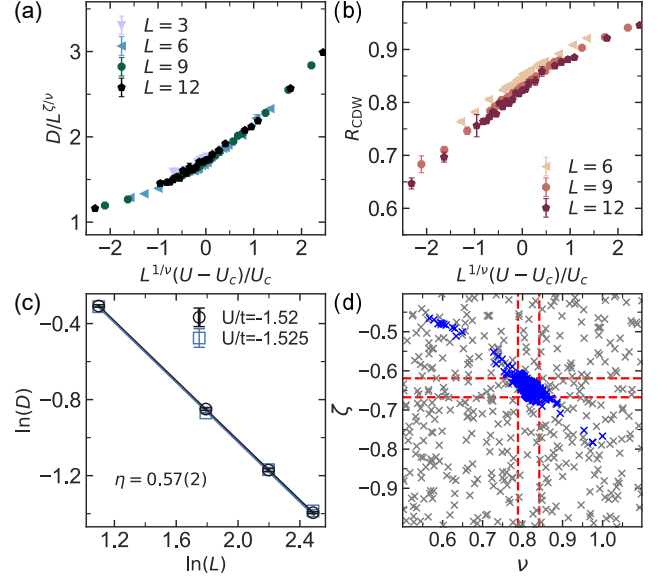 (a)
D/L^{ζ/ν}
3
2
1
L = 3
L = 6
L = 9
L = 12
−2 −1 0 1 2
L^{1/ν}(U − U_c)/U_c
(b)
R_CDW
0.9
0.8
0.7
0.6
L = 6
L = 9
L = 12
−2 −1 0 1 2
L^{1/ν}(U − U_c)/U_c
(c)
ln(D)
−0.4
−0.8
−1.2
U/t=-1.52
U/t=-1.525
η = 0.57(2)
1.2 1.6 2.0 2.4
ln(L)
(d)
ζ
−0.5
−0.6
−0.7
−0.8
−0.9
0.6 0.7 0.8 0.9 1.0
ν